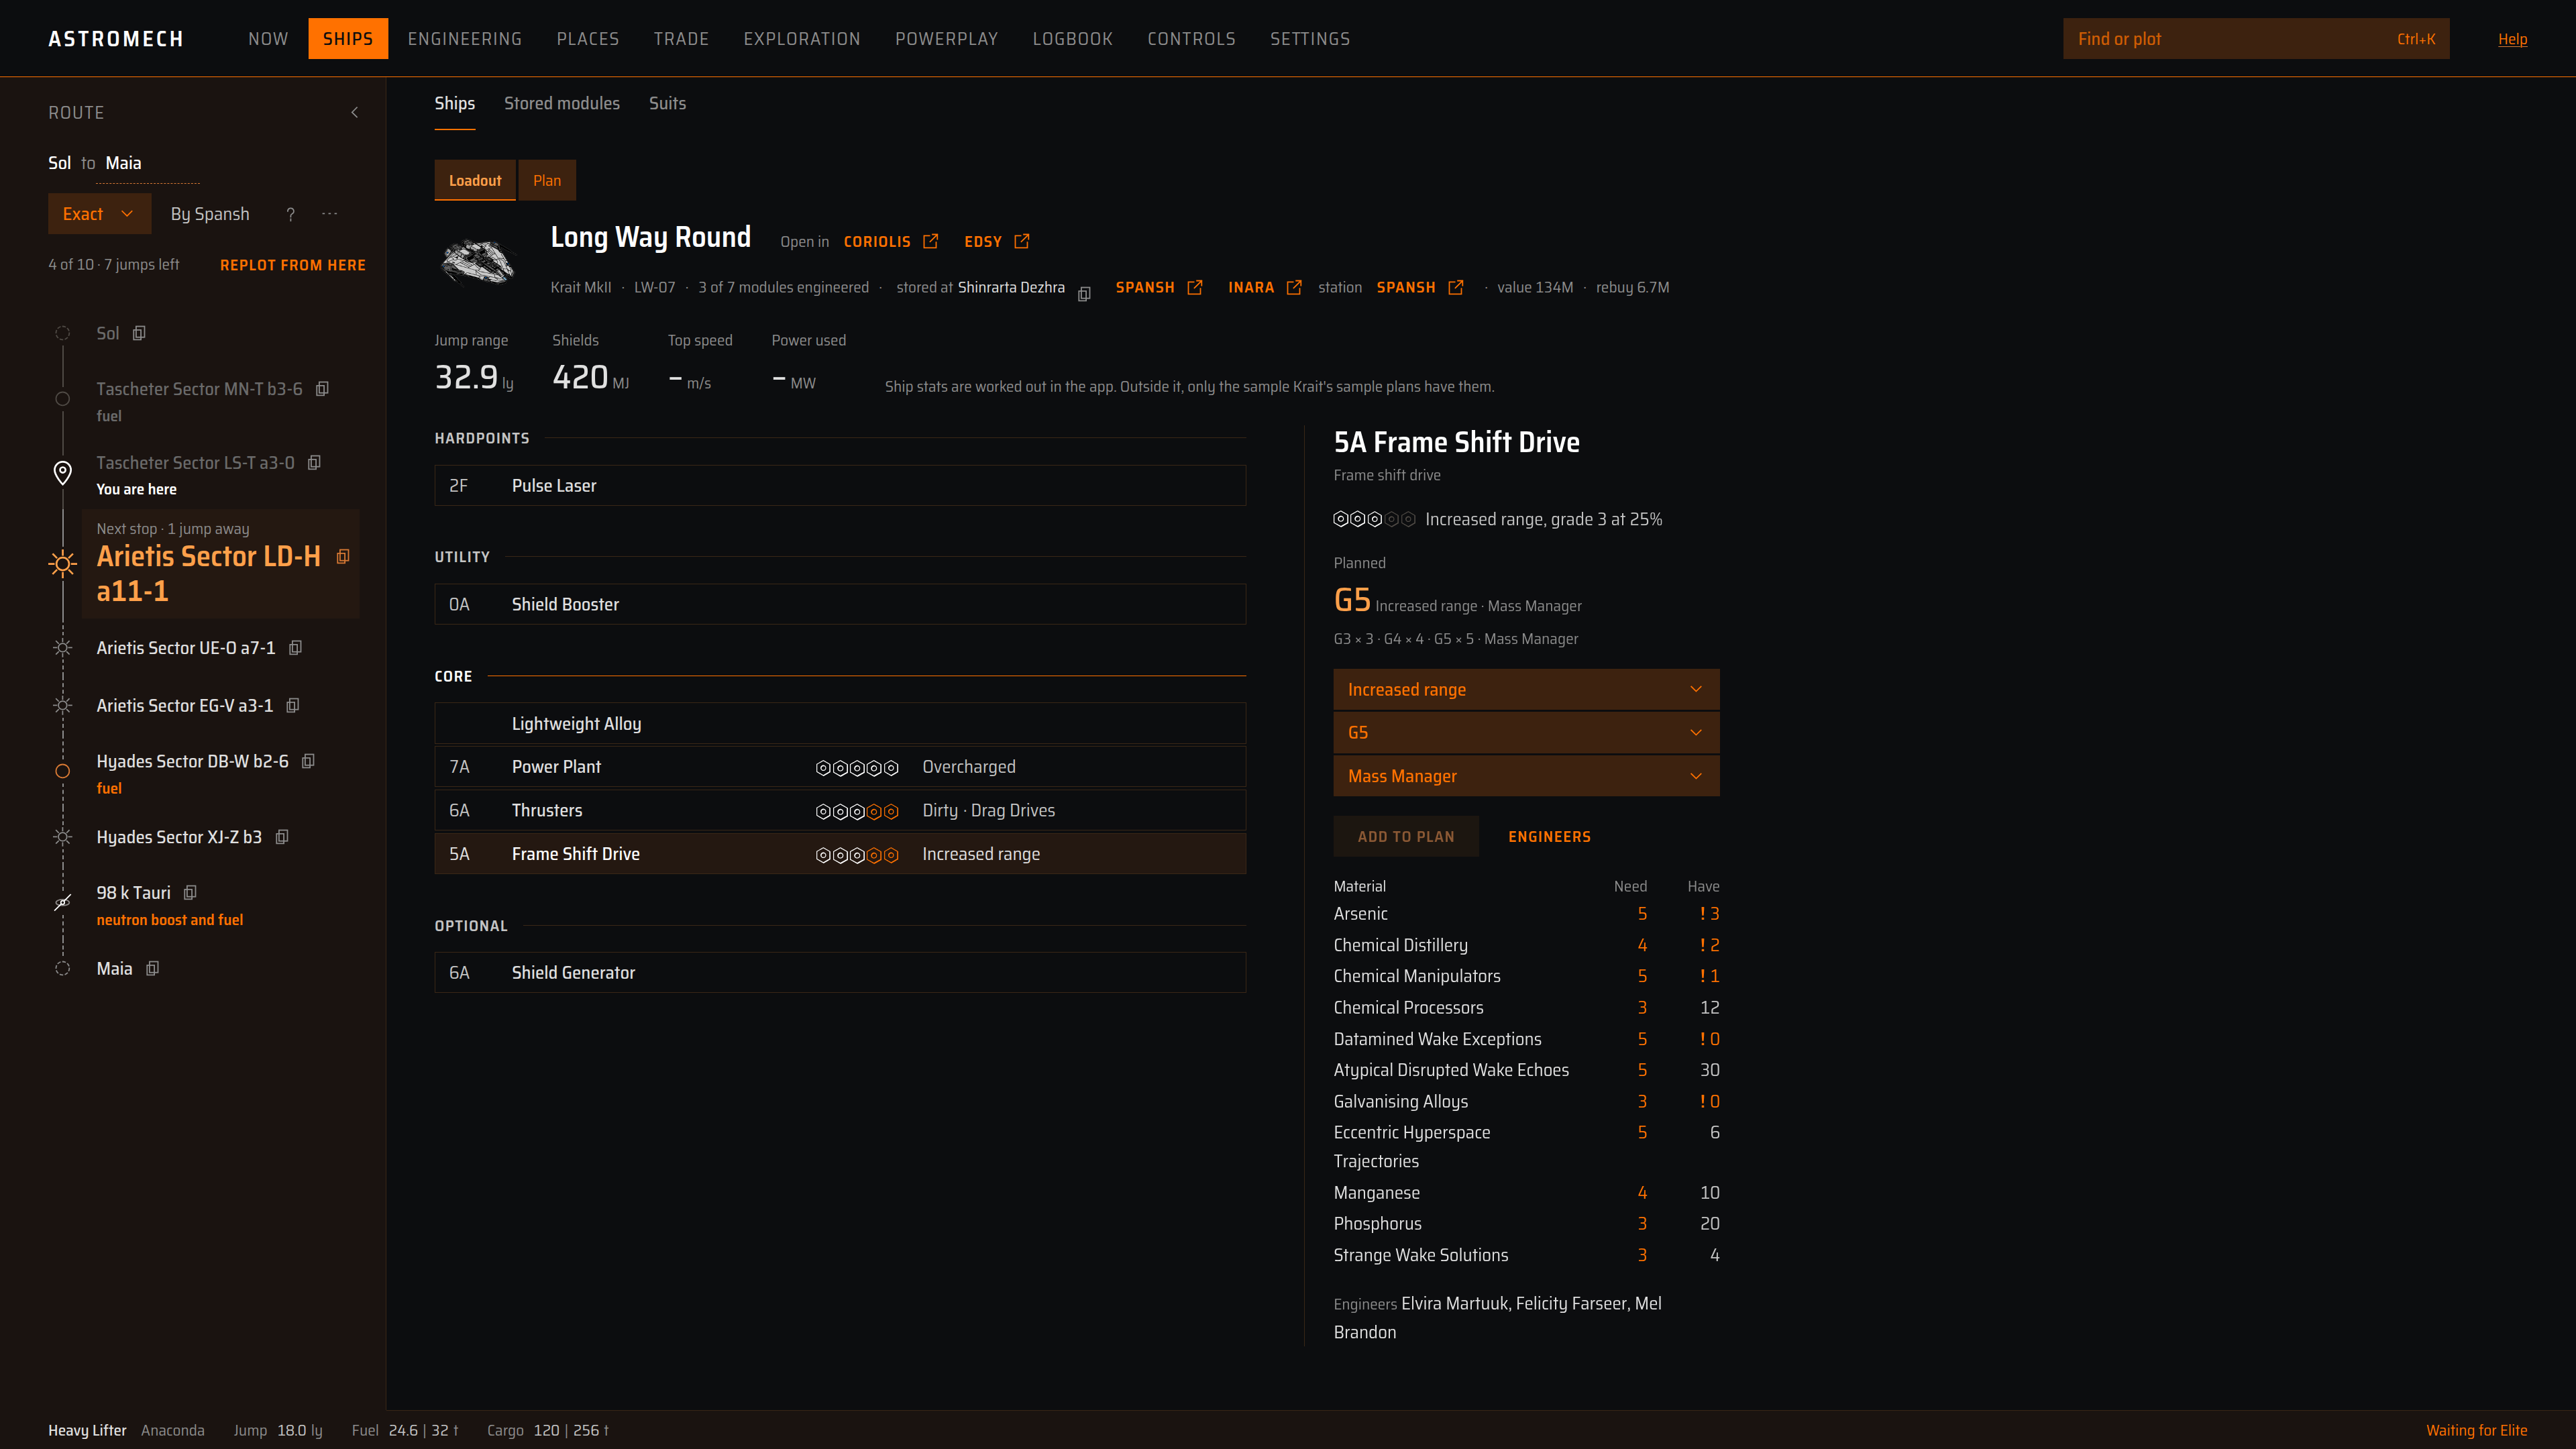 ASTROMECH NOW SHIPS ENGINEERING PLACES TRADE EXPLORATION POWERPLAY LOGBOOK CONTROLS SETTINGS Find or plot Ctrl+K Help
ROUTE
Sol to Maia
Exact By Spansh ? ...
4 of 10 · 7 jumps left REPLOT FROM HERE
Sol
Tascheter Sector MN-T b3-6
fuel
Tascheter Sector LS-T a3-0
You are here
Next stop · 1 jump away
Arietis Sector LD-H
a11-1
Arietis Sector UE-O a7-1
Arietis Sector EG-V a3-1
Hyades Sector DB-W b2-6
fuel
Hyades Sector XJ-Z b3
98 k Tauri
neutron boost and fuel
Maia
Ships Stored modules Suits
Loadout Plan
Long Way Round Open in CORIOLIS EDSY
Krait MkII · LW-07 · 3 of 7 modules engineered · stored at Shinrarta Dezhra SPANSH INARA station SPANSH · value 134M · rebuy 6.7M
Jump range Shields Top speed Power used
32.9 ly 420 MJ – m/s – MW Ship stats are worked out in the app. Outside it, only the sample Krait's sample plans have them.
HARDPOINTS
2F Pulse Laser
UTILITY
0A Shield Booster
CORE
Lightweight Alloy
7A Power Plant Overcharged
6A Thrusters Dirty · Drag Drives
5A Frame Shift Drive Increased range
OPTIONAL
6A Shield Generator
5A Frame Shift Drive
Frame shift drive
Increased range, grade 3 at 25%
Planned
G5 Increased range · Mass Manager
G3 × 3 · G4 × 4 · G5 × 5 · Mass Manager
Increased range
G5
Mass Manager
ADD TO PLAN ENGINEERS
Material Need Have
Arsenic 5 ! 3
Chemical Distillery 4 ! 2
Chemical Manipulators 5 ! 1
Chemical Processors 3 12
Datamined Wake Exceptions 5 ! 0
Atypical Disrupted Wake Echoes 5 30
Galvanising Alloys 3 ! 0
Eccentric Hyperspace 5 6
Trajectories
Manganese 4 10
Phosphorus 3 20
Strange Wake Solutions 3 4
Engineers Elvira Martuuk, Felicity Farseer, Mel
Brandon
Heavy Lifter Anaconda Jump 18.0 ly Fuel 24.6 | 32 t Cargo 120 | 256 t Waiting for Elite